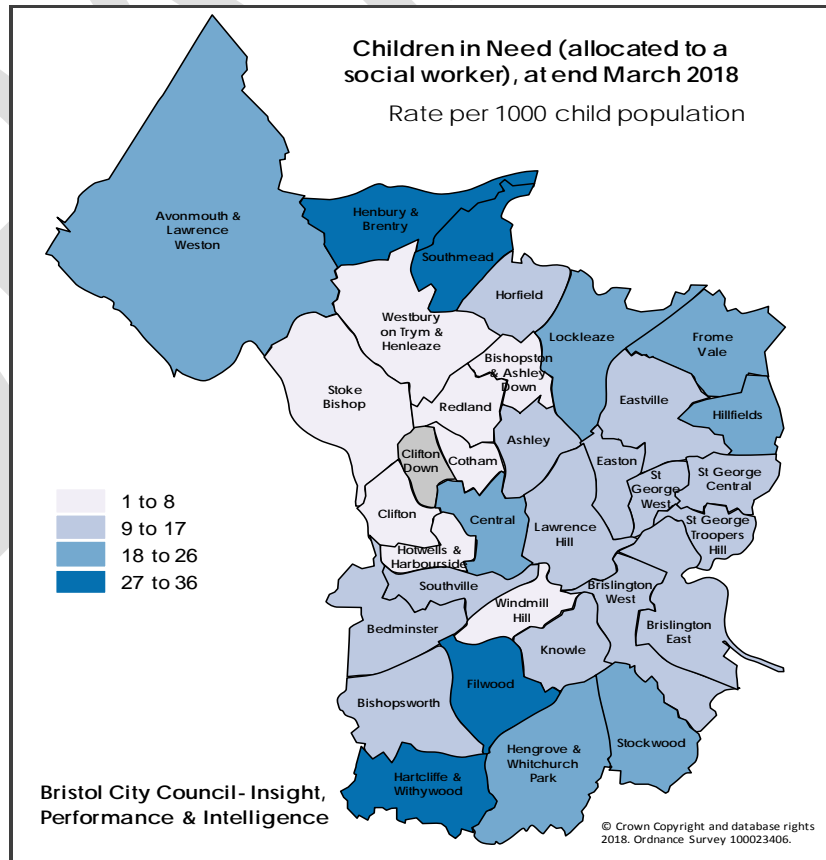 Children in Need (allocated to a
social worker), at end March 2018
Rate per 1000 child population
Avonmouth &
Lawrence
Weston
Henbury &
Brentry
Southmead
Horfield
Westbury
on Trym &
Henleaze
Lockleaze
Frome
Vale
Bishopston
& Ashley
Down
Stoke
Bishop
Redland
Eastville
Hillfields
Ashley
Clifton
Down
Cotham
Easton
St
George
West
St George
Central
1 to 8
9 to 17
18 to 26
27 to 36
Clifton
Central
Lawrence
Hill
St George
Troopers
Hill
Hotwells &
Harbourside
Southville
Brislington
West
Windmill
Hill
Bedminster
Brislington
East
Knowle
Filwood
Bishopsworth
Stockwood
Hengrove &
Whitchurch
Park
Hartcliffe &
Withywood
Bristol City Council - Insight,
Performance & Intelligence
© Crown Copyright and database rights
2018. Ordnance Survey 100023406.